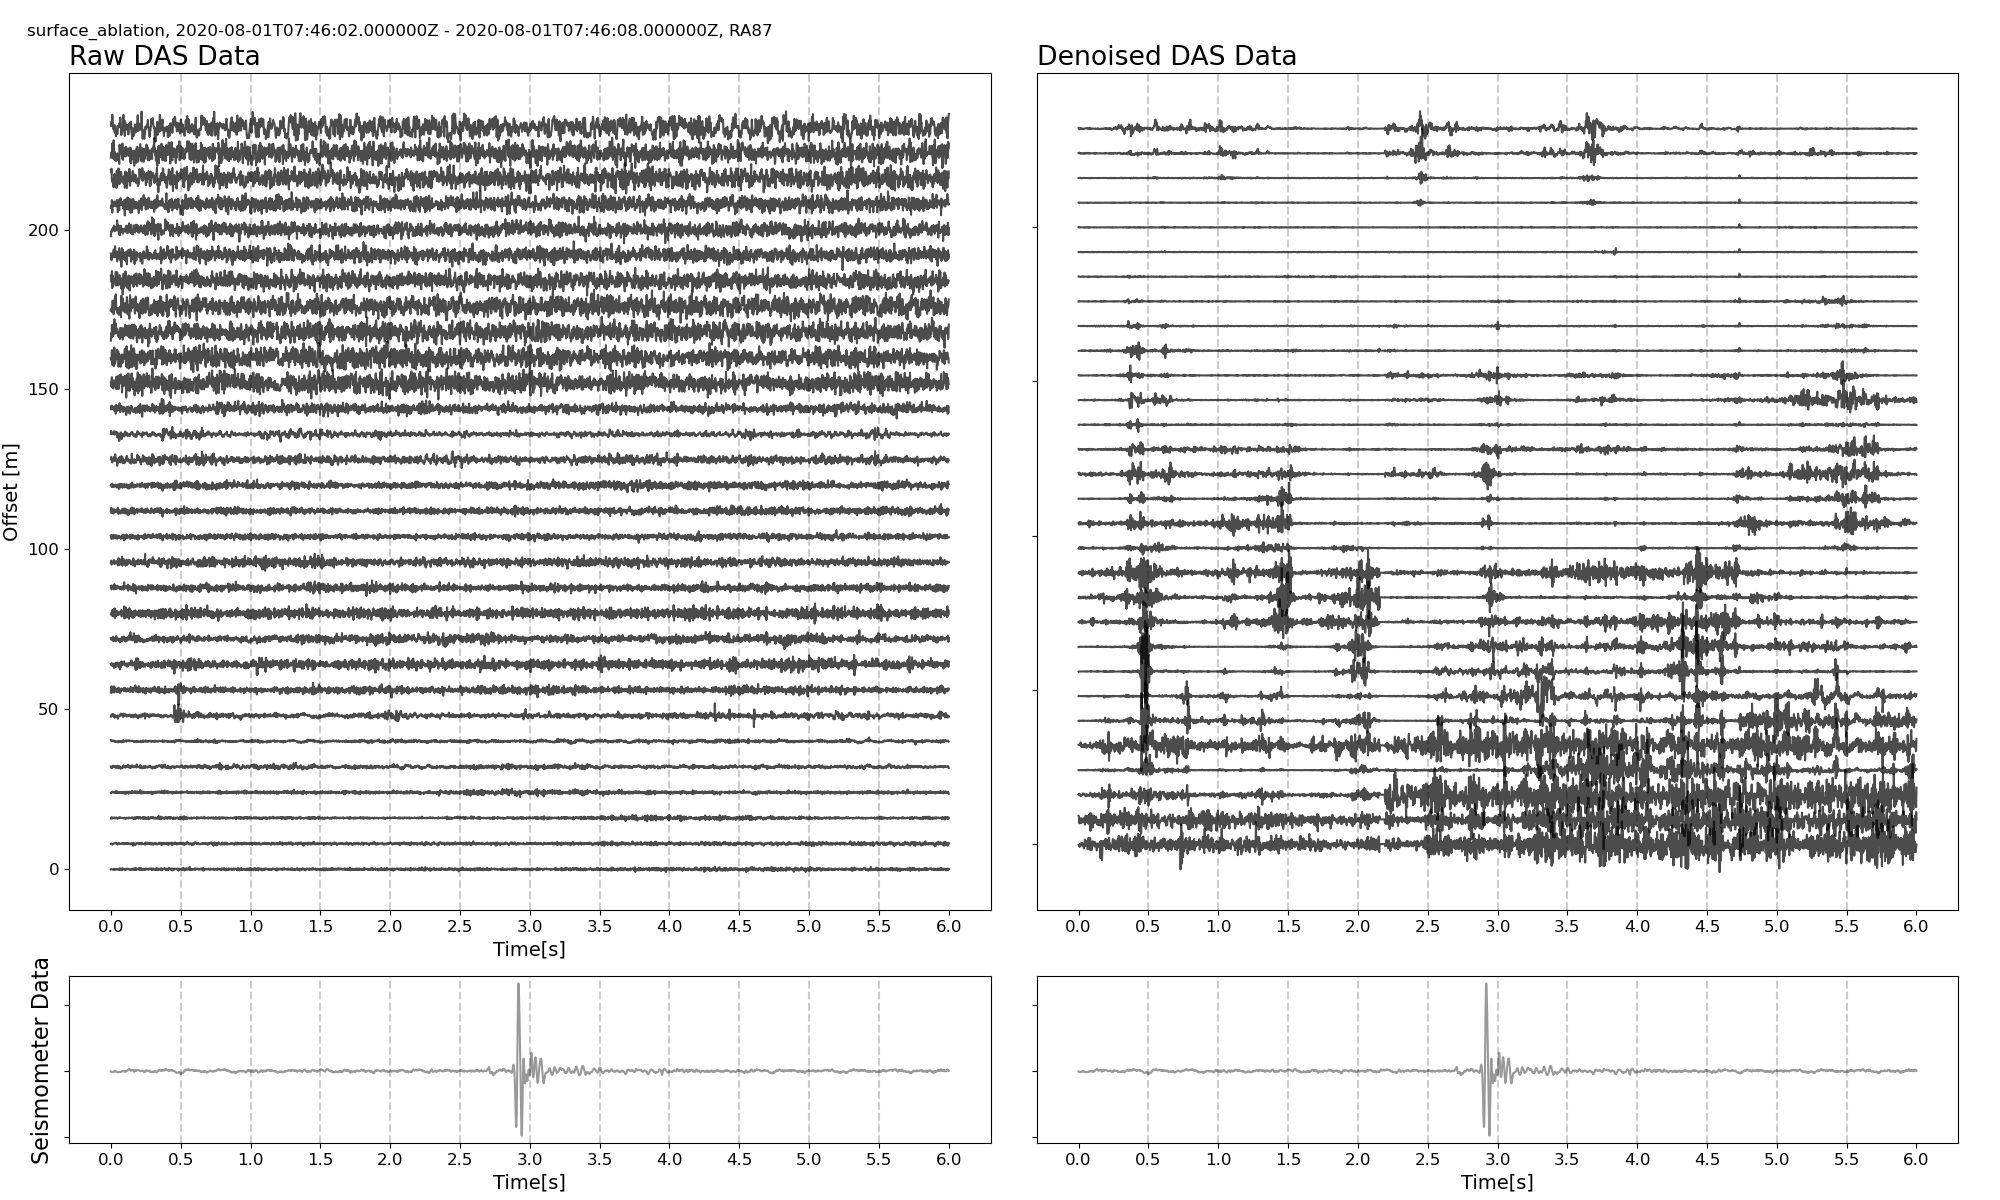 surface_ablation, 2020-08-01T07:46:02.000000Z - 2020-08-01T07:46:08.000000Z, RA87
Raw DAS Data
Denoised DAS Data
Offset [m]
200
150
100
50
0
0.0 0.5 1.0 1.5 2.0 2.5 3.0 3.5 4.0 4.5 5.0 5.5 6.0
Time[s]
0.0 0.5 1.0 1.5 2.0 2.5 3.0 3.5 4.0 4.5 5.0 5.5 6.0
Seismometer Data
0.0 0.5 1.0 1.5 2.0 2.5 3.0 3.5 4.0 4.5 5.0 5.5 6.0
Time[s]
0.0 0.5 1.0 1.5 2.0 2.5 3.0 3.5 4.0 4.5 5.0 5.5 6.0
Time[s]